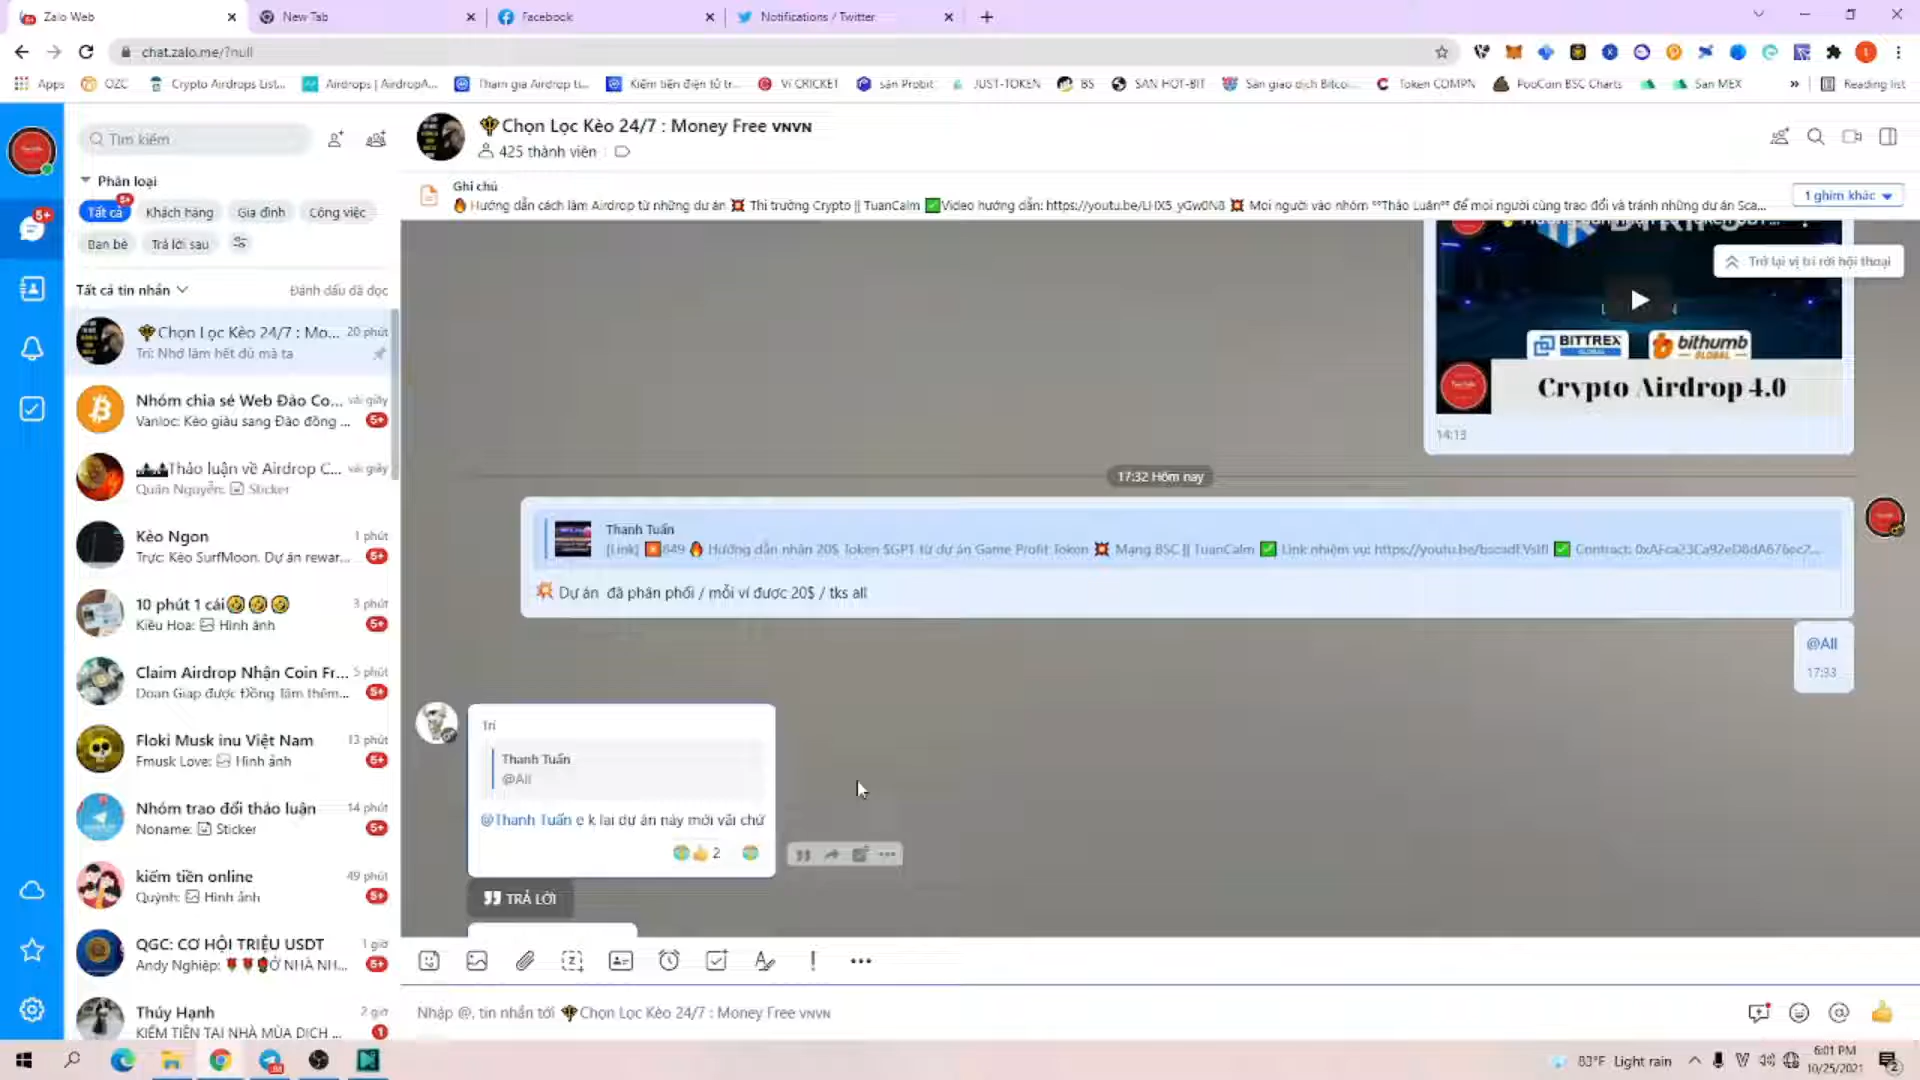 Zalo Web
New Tab
Facebook
Notifications / Twitter
chat.zalo.me/?null
Apps
OZC
Crypto Airdrops List...
Airdrops | AirdropA...
Tham gia Airdrop ti...
Kiếm tiền điện tử tr...
Ví CRICKET
sàn Probit
JUST-TOKEN
BS
SÀN HOT-BIT
Sàn giao dịch Bitcoi...
Token COMPN
PooCoin BSC Charts
Sàn MEX
Reading list
Tìm kiếm
Chọn Lọc Kèo 24/7 : Money Free VNVN
425 thành viên
Phân loại
Tất cả
5+
Khách hàng
Gia đình
Công việc
Bạn bè
Trả lời sau
Ghi chú
🔥 Hướng dẫn cách làm Airdrop từ những dự án 💥 Thị trường Crypto || TuanCalm ✅Video hướng dẫn: https://youtu.be/LHX5_yGw0N8 💥 Mọi người vào nhóm **Thảo Luận** để mọi người cùng trao đổi và tránh những dự án Sca...
1 ghim khác
Trở lại vị trí rời hội thoại
Tất cả tin nhắn
Đánh dấu đã đọc
Chọn Lọc Kèo 24/7 : Mo...
20 phút
Trí: Nhớ làm hết đủ mà ta
Nhóm chia sẻ Web Đào Co...
vài giây
Vanloc: Kèo giàu sang Đào đồng ...
5+
Thảo luận về Airdrop C...
vài giây
Quân Nguyễn: Sticker
Kèo Ngon
1 phút
Trực: Kèo SurfMoon. Dự án rewar...
5+
10 phút 1 cái🤣🤣🤣
3 phút
Kiều Hoa: Hình ảnh
5+
Claim Airdrop Nhận Coin Fr...
5 phút
Doan Giap được Đồng Tâm thêm...
5+
Floki Musk inu Việt Nam
13 phút
Fmusk Love: Hình ảnh
5+
Nhóm trao đổi thảo luận
14 phút
Noname: Sticker
5+
kiếm tiền online
49 phút
Quỳnh: Hình ảnh
5+
QGC: CƠ HỘI TRIỆU USDT
1 giờ
Andy Nghiệp: 🌹🌹🌹Ở NHÀ NH...
5+
Thúy Hạnh
2 giờ
KIẾM TIỀN TẠI NHÀ MÙA DỊCH ...
1
BITTREX
GLOBAL
bithumb
GLOBAL
Crypto Airdrop 4.0
14:13
17:32 Hôm nay
Thanh Tuấn
[Link] 💥849 🔥 Hướng dẫn nhận 20$ Token $GPT từ dự án Game Profit Token 💥 Mạng BSC || TuanCalm ✅ Link nhiệm vụ: ✅ Contract:
💥 Dự án đã phân phối / mỗi ví được 20$ / tks all
@All
17:33
Trí
Thanh Tuấn
@All
@Thanh Tuấn e k lại dự án này mới vãi chứ
2
TRẢ LỜI
Nhập @, tin nhắn tới Chọn Lọc Kèo 24/7 : Money Free VNVN
83°F Light rain
6:01 PM
10/25/2021